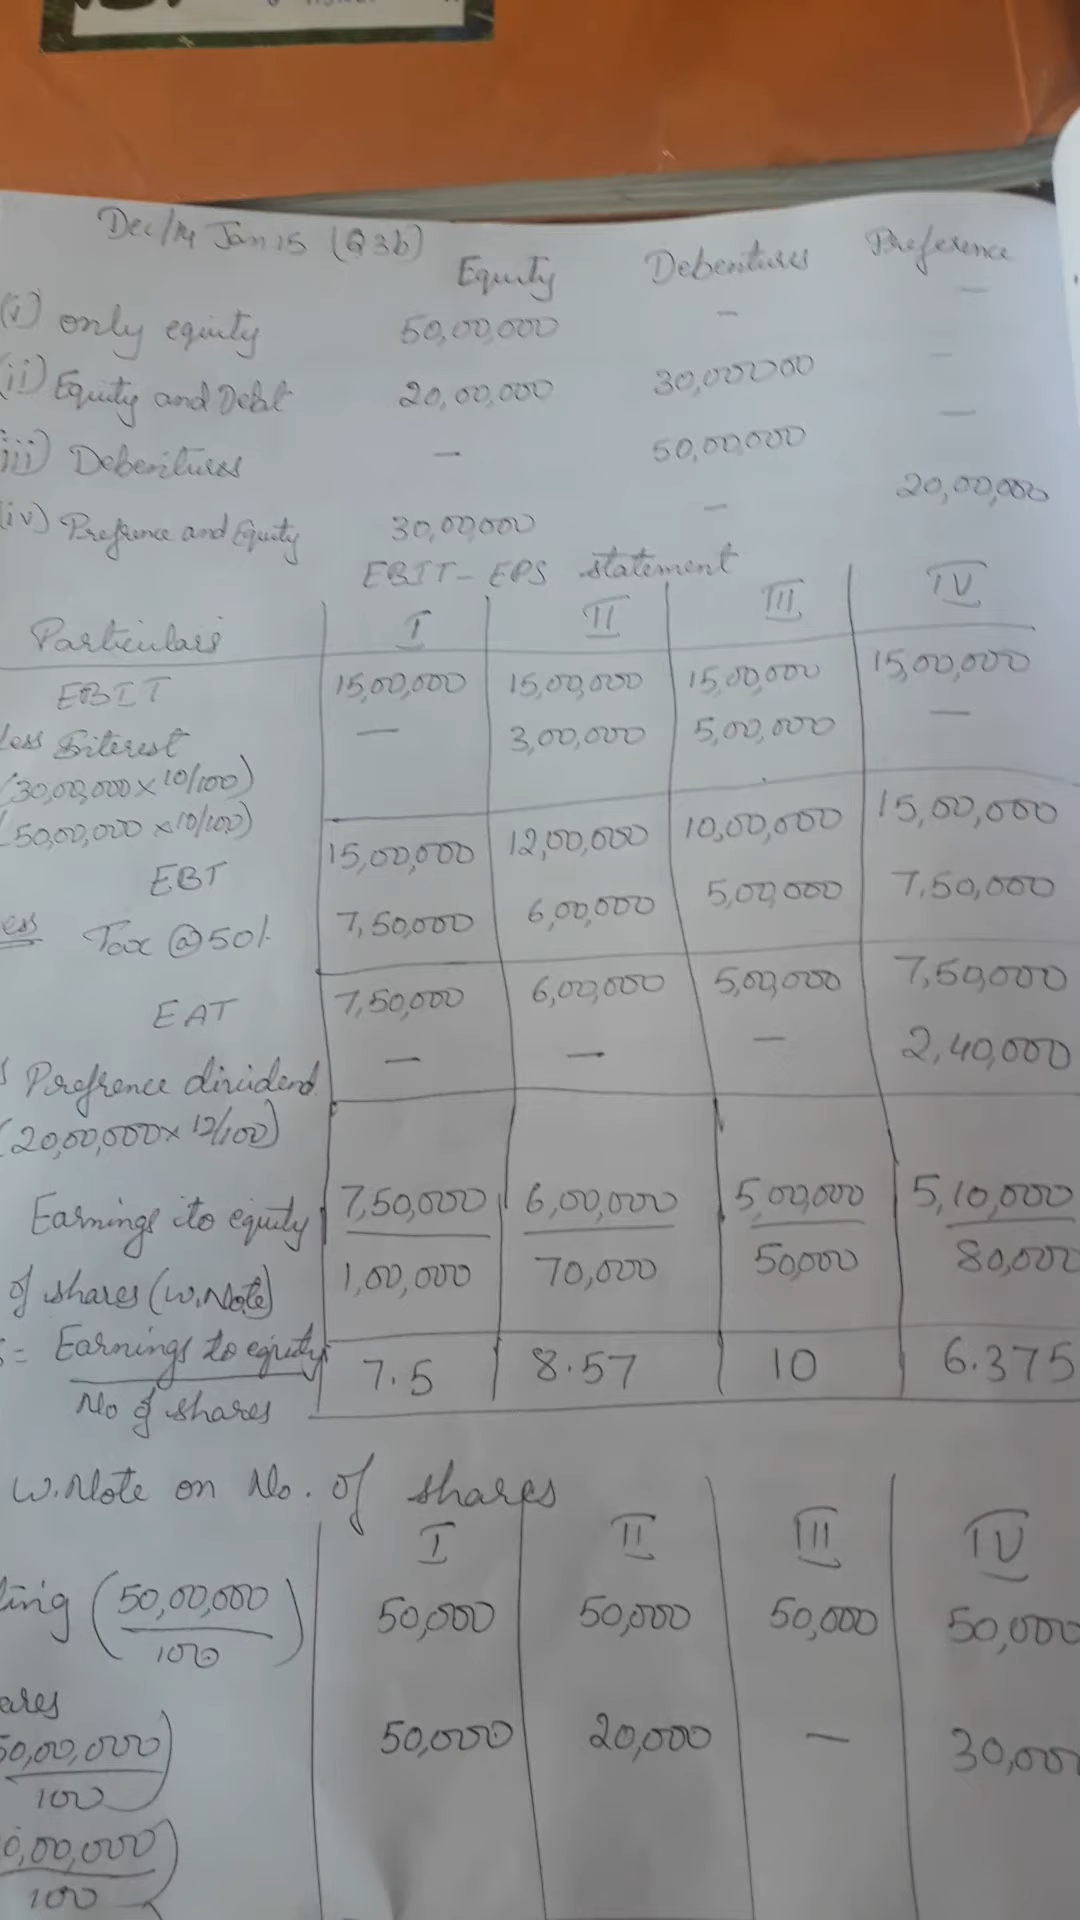 Dec/14 Jan 15 (Q3b)
Equity Debentures Preference
(i) only equity 50,00,000 — —
(ii) Equity and Debt 20,00,000 30,00000 —
iii) Debentures — 50,00,000 —
(iv) Prefrence and Equity 30,00,000 — 20,00,000
EBIT - EPS statement
Particulars I II III IV
EBIT 15,00,000 15,00,000 15,00,000 15,00,000
less Interest — 3,00,000 5,00,000 —
(30,00,000 x 10/100)
(50,00,000 x 10/100)
EBT 15,00,000 12,00,000 10,00,000 15,00,000
ess Tax @ 50% 7,50,000 6,00,000 5,00,000 7,50,000
EAT 7,50,000 6,00,000 5,00,000 7,50,000
s Prefrence dividend — — — 2,40,000
(20,00,000 x 12/100)
Earnings to equity 7,50,000 6,00,000 5,00,000 5,10,000
of shares (w.Note) 1,00,000 70,000 50,000 80,000
= Earnings to equity 7.5 8.57 10 6.375
No of shares
W.Note on No. of shares
I II III IV
ling (50,00,000 50,000 50,000 50,000 50,000
100)
ares
50,00,000) 50,000 20,000 — 30,00
100
0,00,000)
100